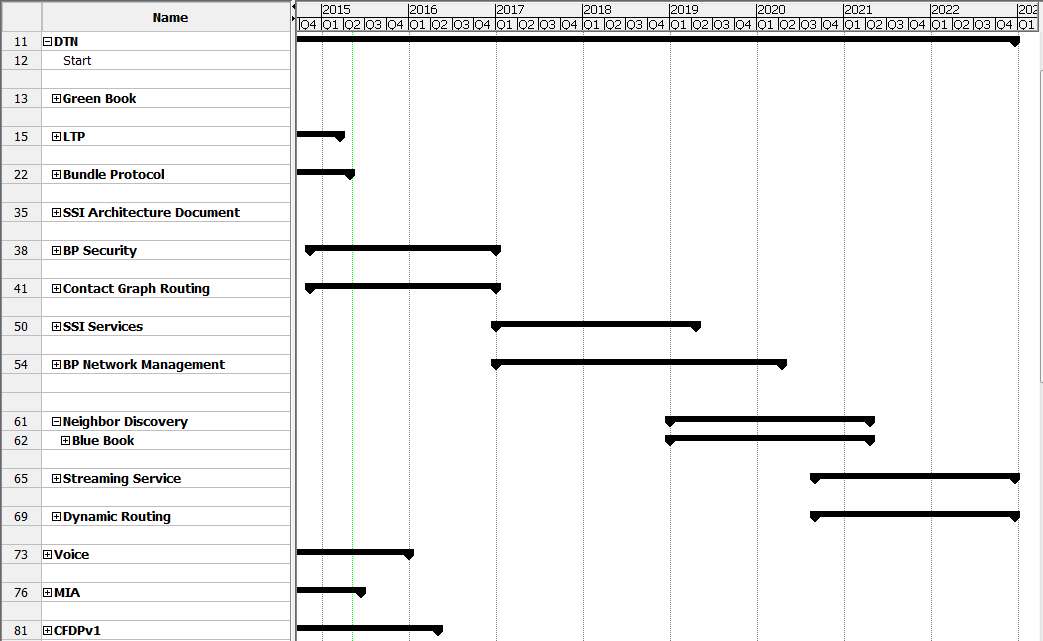 Name
2015 2016 2017 2018 2019 2020 2021 2022 202
Q4 Q1 Q2 Q3 Q4 Q1 Q2 Q3 Q4 Q1 Q2 Q3 Q4 Q1 Q2 Q3 Q4 Q1 Q2 Q3 Q4 Q1 Q2 Q3 Q4 Q1 Q2 Q3 Q4 Q1 Q2 Q3 Q4 Q1
11 DTN
12 Start
13 Green Book
15 LTP
22 Bundle Protocol
35 SSI Architecture Document
38 BP Security
41 Contact Graph Routing
50 SSI Services
54 BP Network Management
61 Neighbor Discovery
62 Blue Book
65 Streaming Service
69 Dynamic Routing
73 Voice
76 MIA
81 CFDPv1